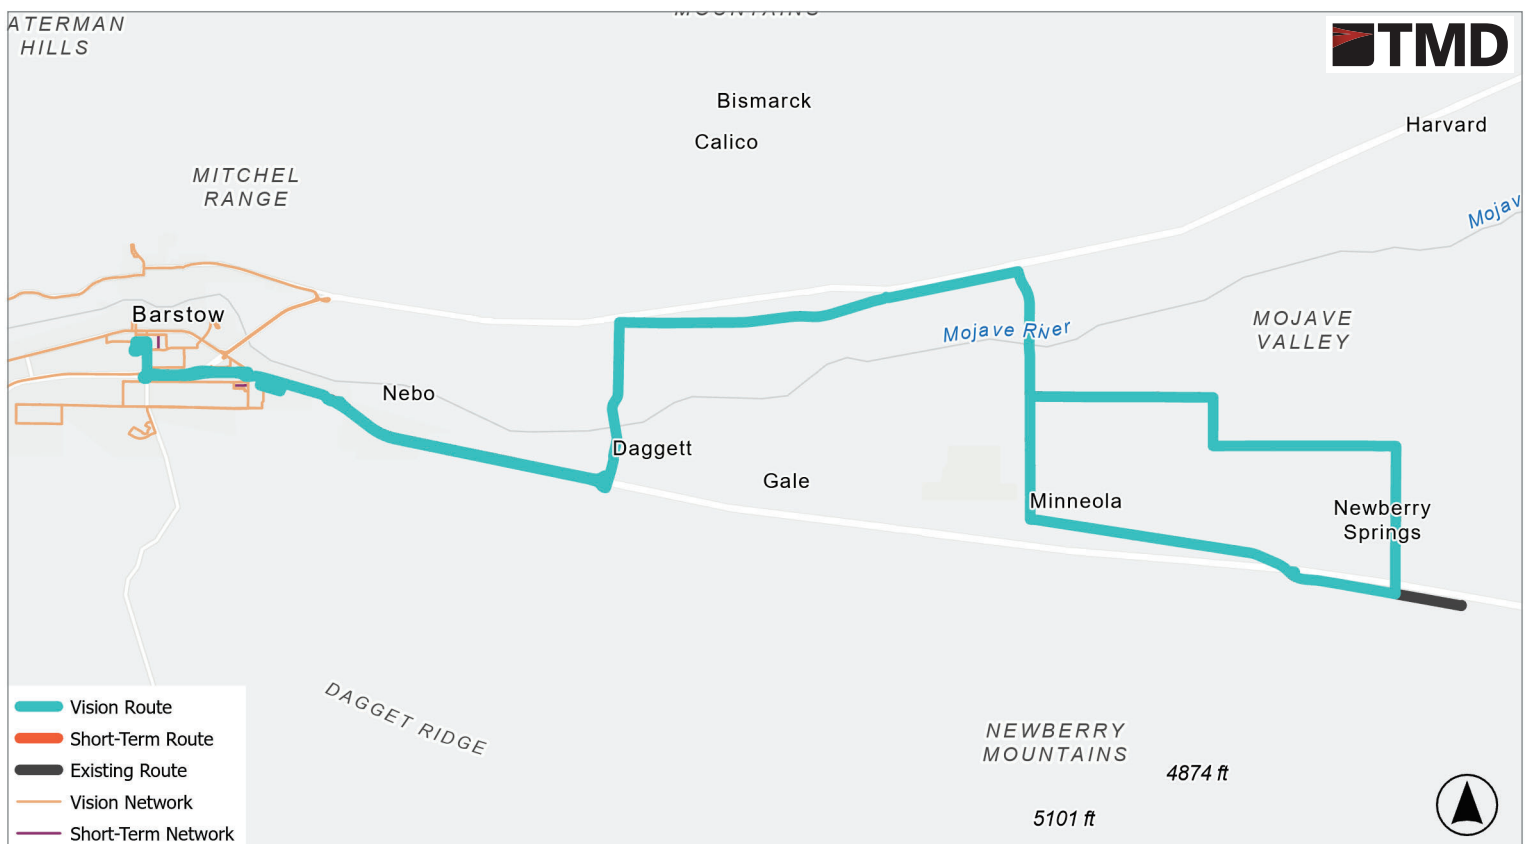 ATERMAN
HILLS
MOUNTAINS
TMD
Bismarck
Harvard
Calico
MITCHEL
RANGE
Mojav
Barstow
MOJAVE
VALLEY
Mojave River
Nebo
Daggett
Gale
Minneola
Newberry
Springs
DAGGET RIDGE
NEWBERRY
MOUNTAINS
4874 ft
5101 ft
Vision Route
Short-Term Route
Existing Route
Vision Network
Short-Term Network